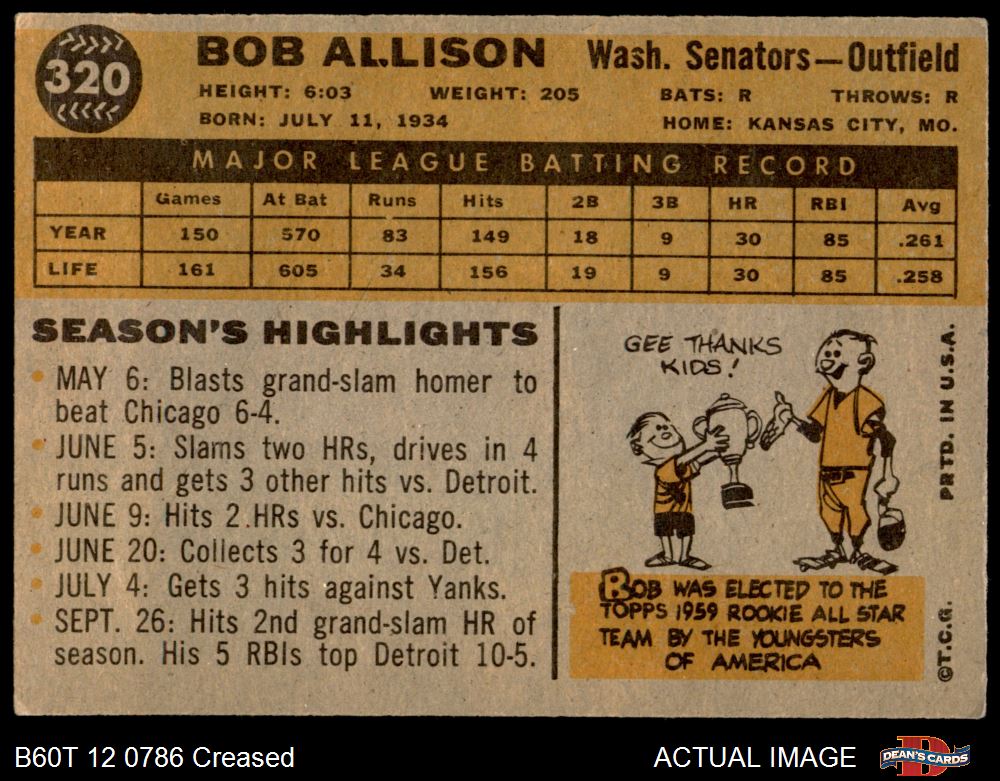 320
BOB ALLISON
Wash. Senators—Outfield
HEIGHT: 6:03 WEIGHT: 205 BATS: R THROWS: R
BORN: JULY 11, 1934 HOME: KANSAS CITY, MO.
MAJOR LEAGUE BATTING RECORD
Games At Bat Runs Hits 2B 3B HR RBI Avg
YEAR 150 570 83 149 18 9 30 85 .261
LIFE 161 605 34 156 19 9 30 85 .258
SEASON'S HIGHLIGHTS
• MAY 6: Blasts grand-slam homer to
beat Chicago 6-4.
• JUNE 5: Slams two HRs, drives in 4
runs and gets 3 other hits vs. Detroit.
• JUNE 9: Hits 2 HRs vs. Chicago.
• JUNE 20: Collects 3 for 4 vs. Det.
• JULY 4: Gets 3 hits against Yanks.
• SEPT. 26: Hits 2nd grand-slam HR of
season. His 5 RBIs top Detroit 10-5.
GEE THANKS
KIDS!
BOB WAS ELECTED TO THE
TOPPS 1959 ROOKIE ALL STAR
TEAM BY THE YOUNGSTERS
OF AMERICA
PRTD. IN U.S.A.
©T.C.G.
B60T 12 0786 Creased
ACTUAL IMAGE
D
DEAN'S CARDS